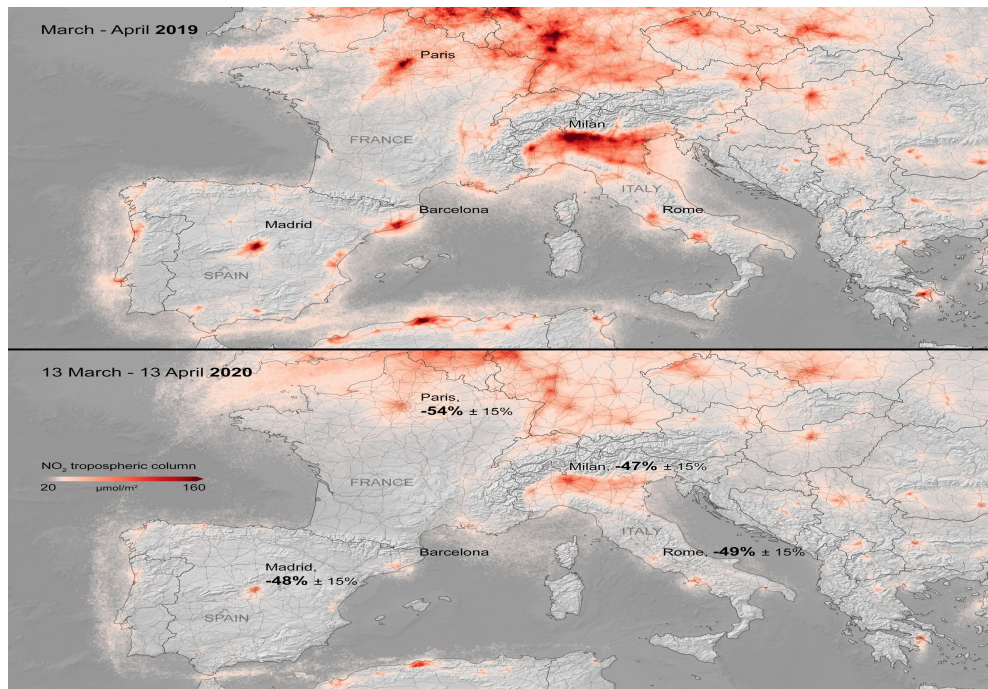 March - April 2019
Paris
Milan
FRANCE
ITALY
Barcelona
Rome
Madrid
SPAIN
13 March - 13 April 2020
Paris,
-54% ± 15%
NO₂ tropospheric column
20 µmol/m² 160
Milan, -47% ± 15%
FRANCE
ITALY
Barcelona
Rome, -49% ± 15%
Madrid,
-48% ± 15%
SPAIN